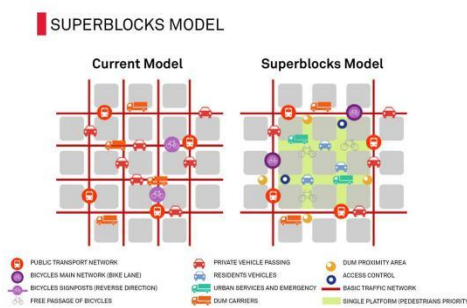 SUPERBLOCKS MODEL
Current Model
Superblocks Model
PUBLIC TRANSPORT NETWORK
BICYCLES MAIN NETWORK (BIKE LANE)
BICYCLES SIGNPOSTS (REVERSE DIRECTION)
FREE PASSAGE OF BICYCLES
PRIVATE VEHICLE PASSING
RESIDENTS VEHICLES
URBAN SERVICES AND EMERGENCY
DUM CARRIERS
DUM PROXIMITY AREA
ACCESS CONTROL
BASIC TRAFFIC NETWORK
SINGLE PLATFORM (PEDESTRIANS PRIORITY